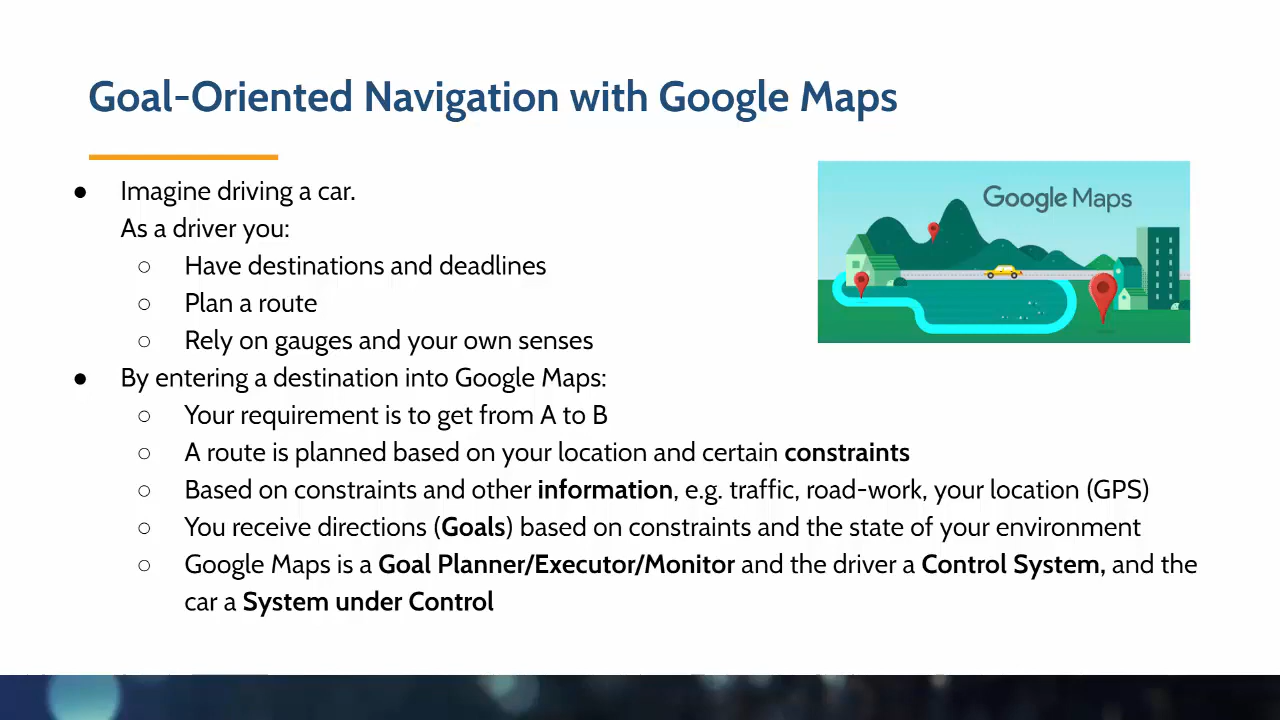 Goal-Oriented Navigation with Google Maps
● Imagine driving a car.
As a driver you:
○ Have destinations and deadlines
○ Plan a route
○ Rely on gauges and your own senses
● By entering a destination into Google Maps:
○ Your requirement is to get from A to B
○ A route is planned based on your location and certain constraints
○ Based on constraints and other information, e.g. traffic, road-work, your location (GPS)
○ You receive directions (Goals) based on constraints and the state of your environment
○ Google Maps is a Goal Planner/Executor/Monitor and the driver a Control System, and the
car a System under Control
Google Maps